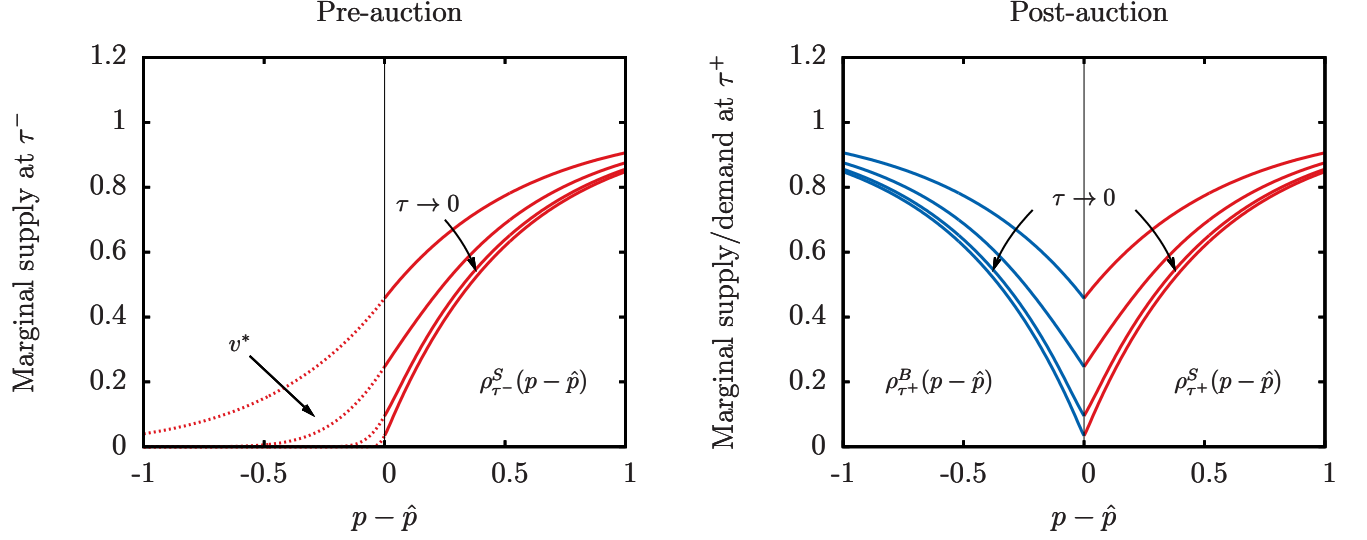 Pre-auction
Marginal supply at τ⁻
1.2
1
0.8
0.6
0.4
0.2
0
τ → 0
v*
ρ^S_{τ⁻}(p − p̂)
-1
-0.5
0
0.5
1
p − p̂
Post-auction
Marginal supply/demand at τ⁺
1.2
1
0.8
0.6
0.4
0.2
0
τ → 0
ρ^B_{τ⁺}(p − p̂)
ρ^S_{τ⁺}(p − p̂)
-1
-0.5
0
0.5
1
p − p̂